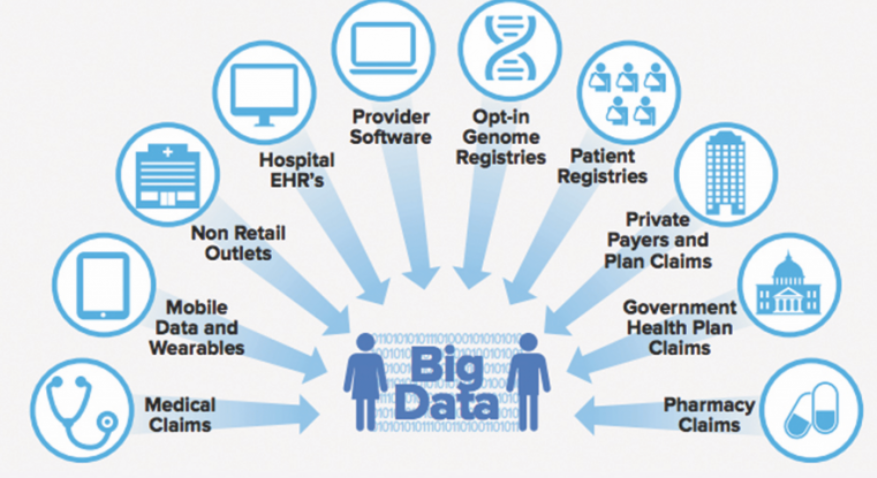 Provider
Software
Opt-in
Genome
Registries
Hospital
EHR's
Patient
Registries
Non Retail
Outlets
Private
Payers and
Plan Claims
Mobile
Data and
Wearables
Government
Health Plan
Claims
Medical
Claims
Big
Data
Pharmacy
Claims